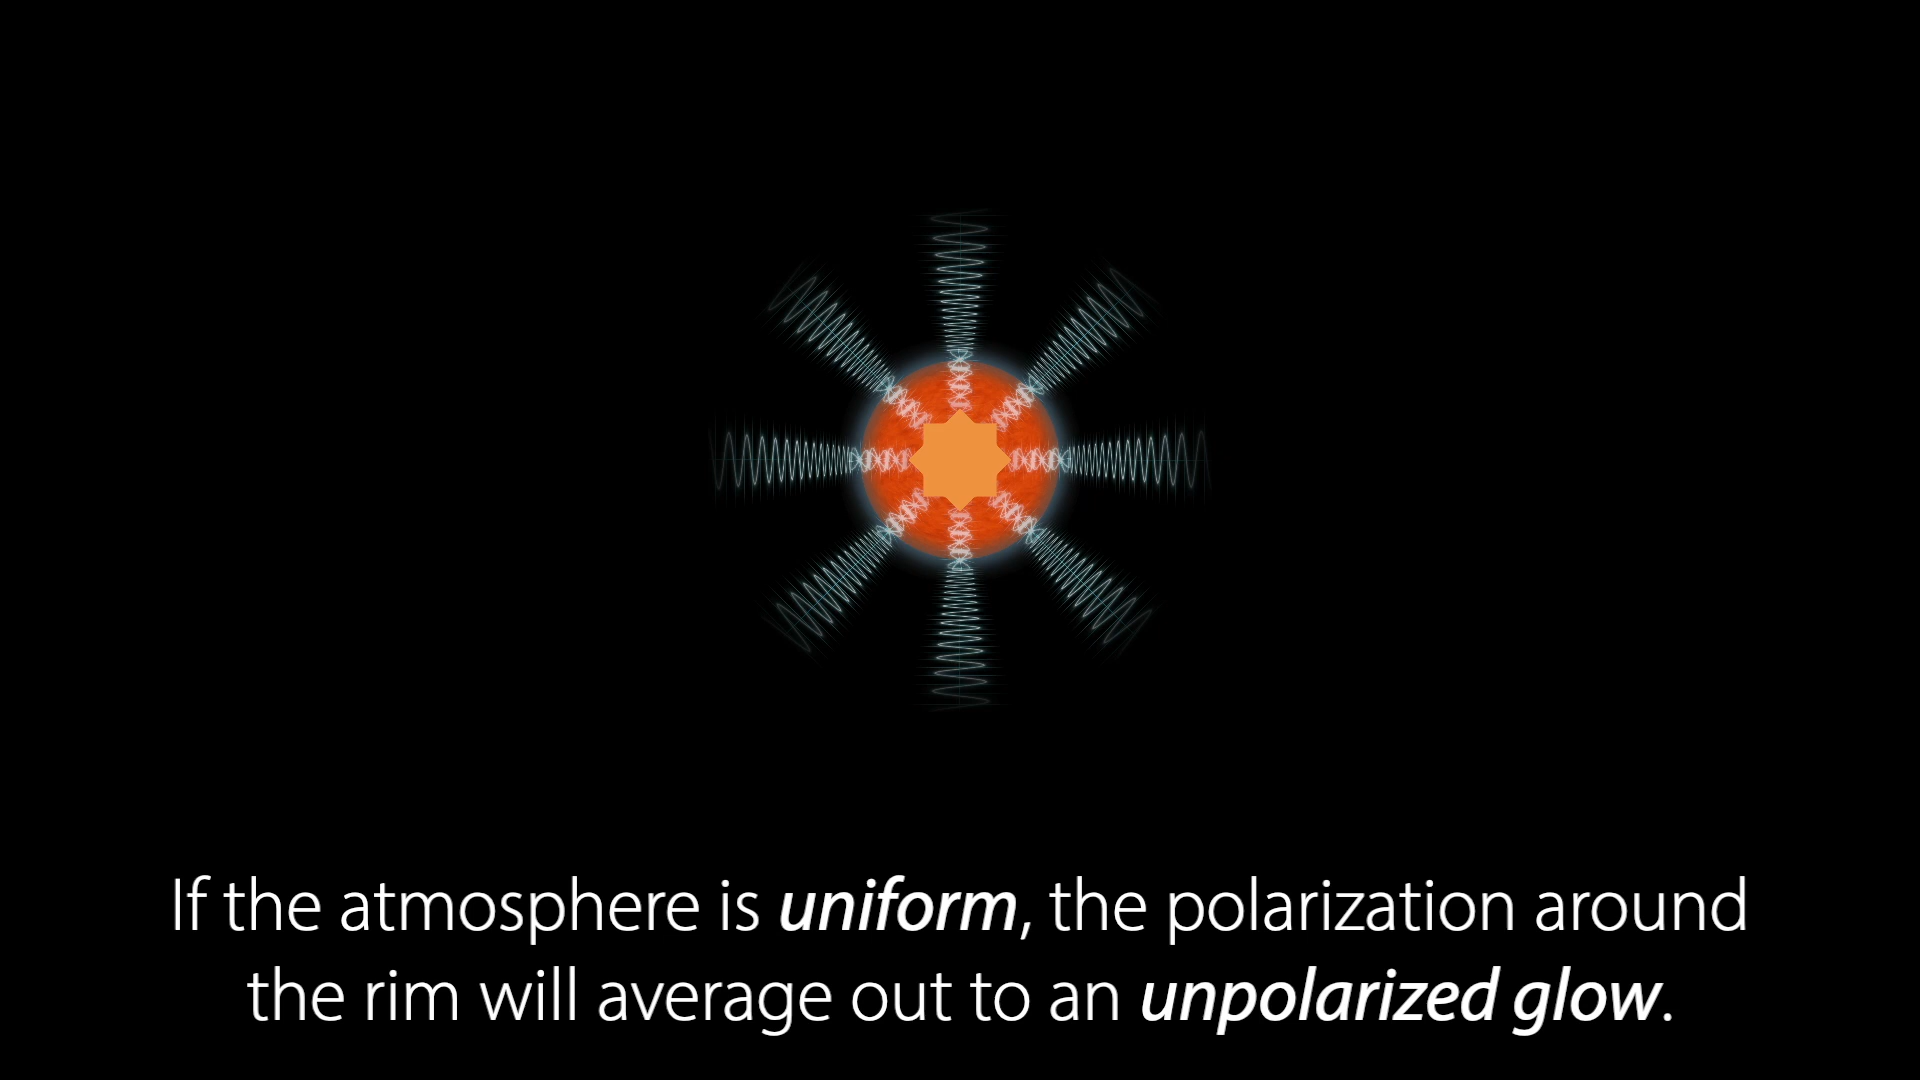 If the atmosphere is uniform, the polarization around
the rim will average out to an unpolarized glow.